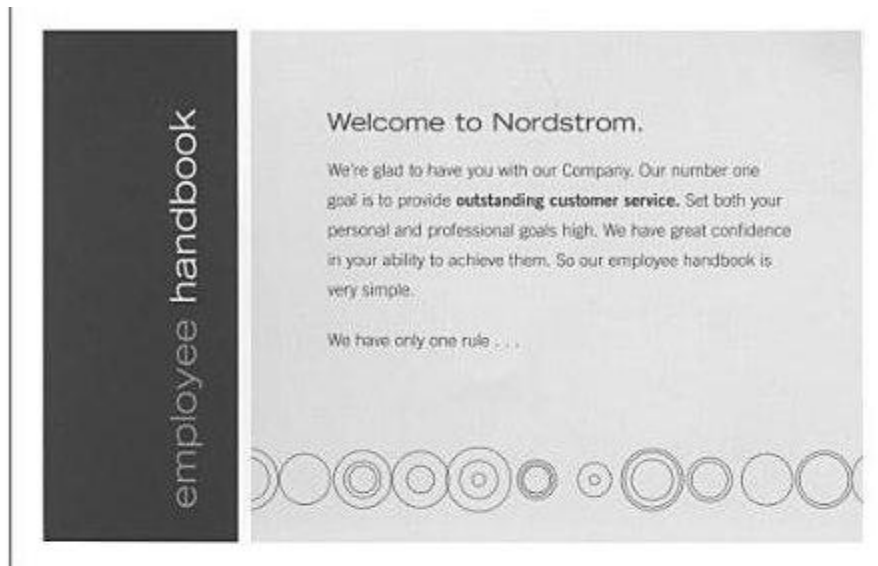 employee handbook
Welcome to Nordstrom.
We're glad to have you with our Company. Our number one
goal is to provide outstanding customer service. Set both your
personal and professional goals high. We have great confidence
in your ability to achieve them. So our employee handbook is
very simple.
We have only one rule . . .